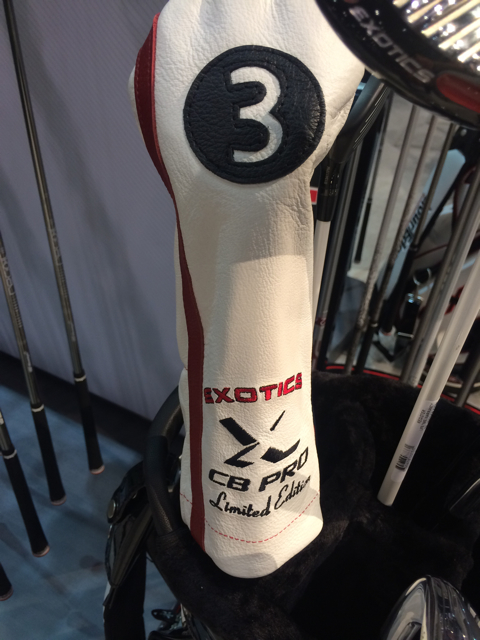 3
EXOTICS
EXOTICS
CB PRO
Limited Edition